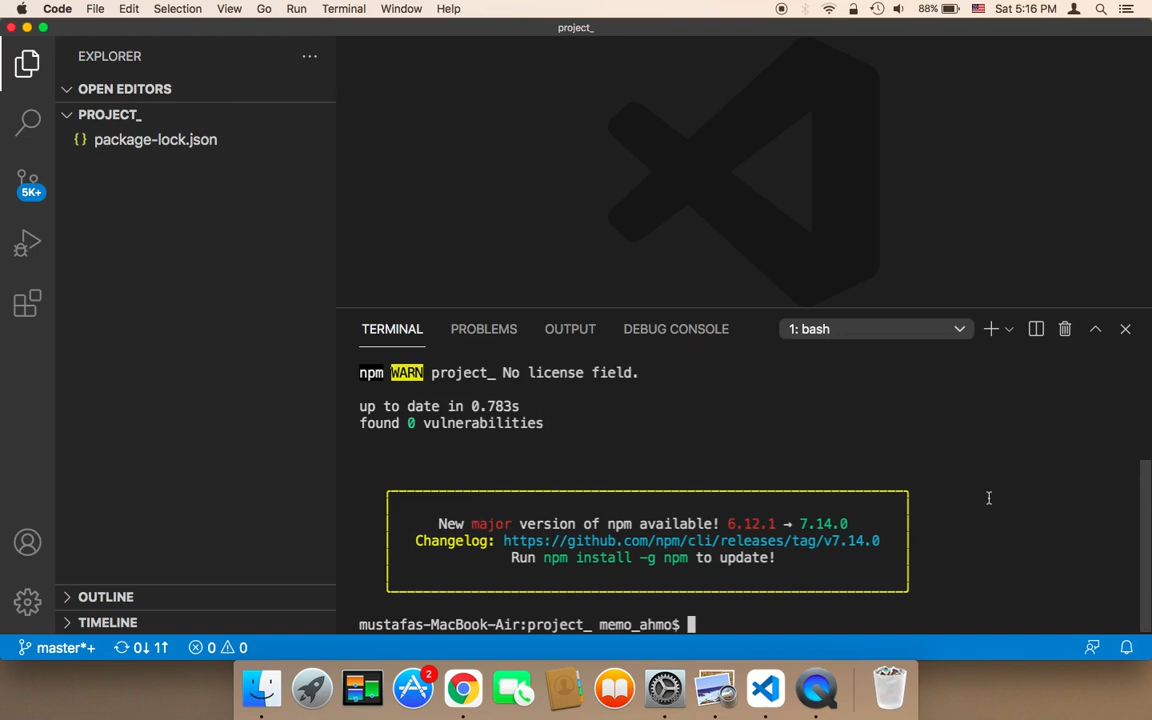 Code File Edit Selection View Go Run Terminal Window Help 88% Sat 5:16 PM
project_
EXPLORER
OPEN EDITORS
PROJECT_
{} package-lock.json
5K+
TERMINAL PROBLEMS OUTPUT DEBUG CONSOLE 1: bash
npm WARN project_ No license field.
up to date in 0.783s
found 0 vulnerabilities
New major version of npm available! 6.12.1 → 7.14.0
Changelog: https://github.com/npm/cli/releases/tag/v7.14.0
Run npm install -g npm to update!
OUTLINE
TIMELINE
mustafas-MacBook-Air:project_ memo_ahmo$
master*+ 0↓ 1↑ 0 0
2